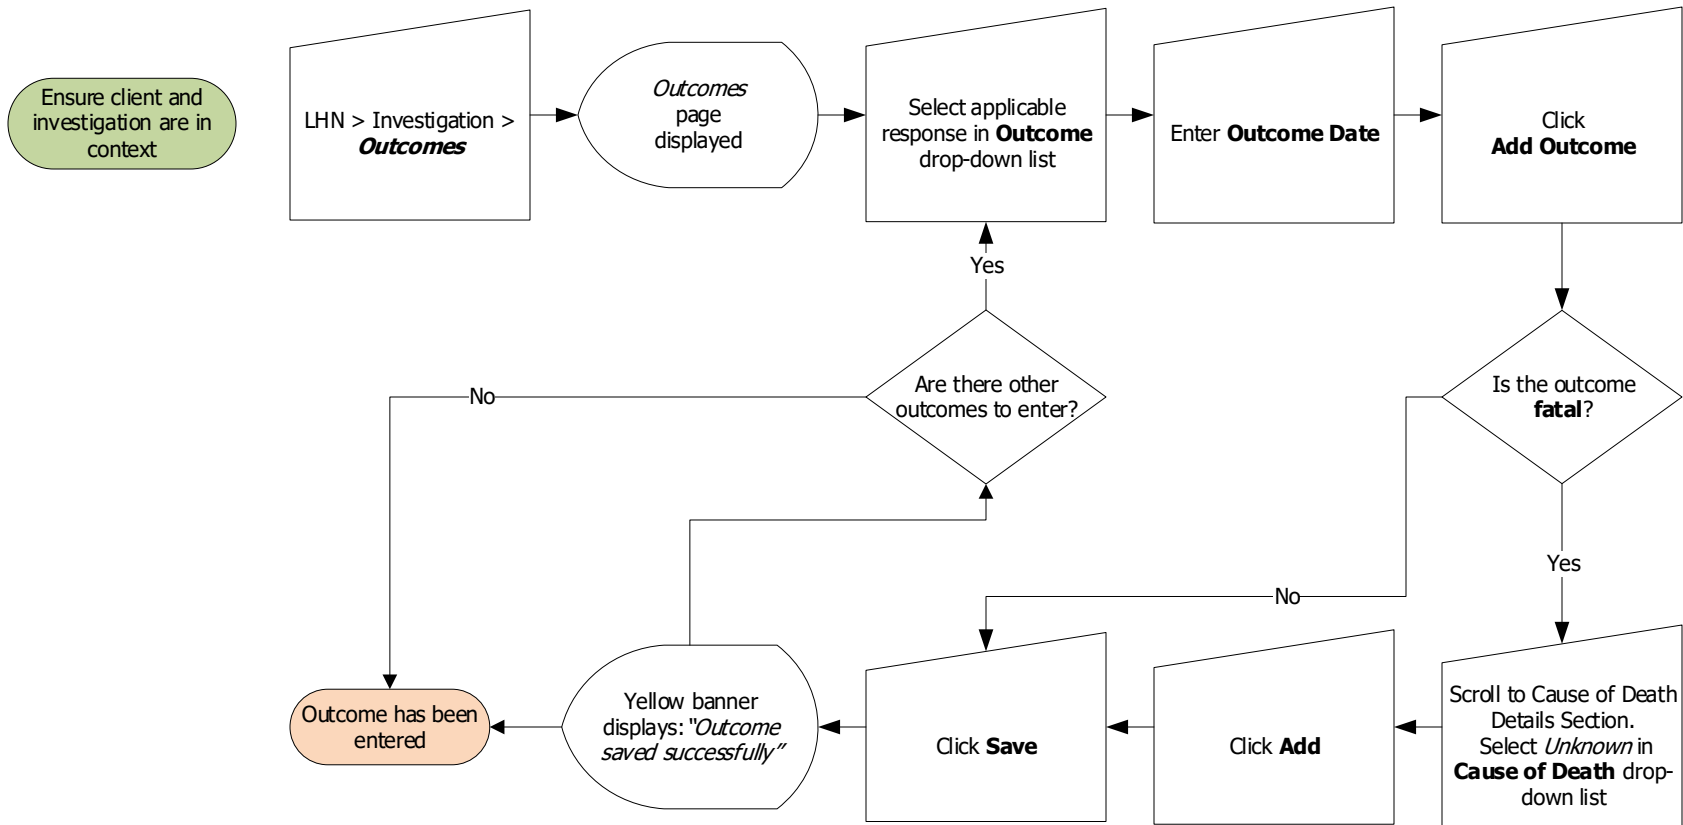 Ensure client and
investigation are in
context
LHN > Investigation >
Outcomes
Outcomes
page
displayed
Select applicable
response in Outcome
drop-down list
Enter Outcome Date
Click
Add Outcome
Yes
Are there other
outcomes to enter?
No
Is the outcome
fatal?
Yes
No
Scroll to Cause of Death
Details Section.
Select Unknown in
Cause of Death drop-
down list
Click Add
Click Save
Yellow banner
displays: “Outcome
saved successfully”
Outcome has been
entered